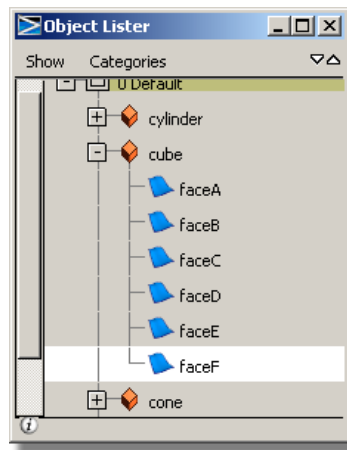 Object Lister
Show Categories
0 Default
cylinder
cube
faceA
faceB
faceC
faceD
faceE
faceF
cone